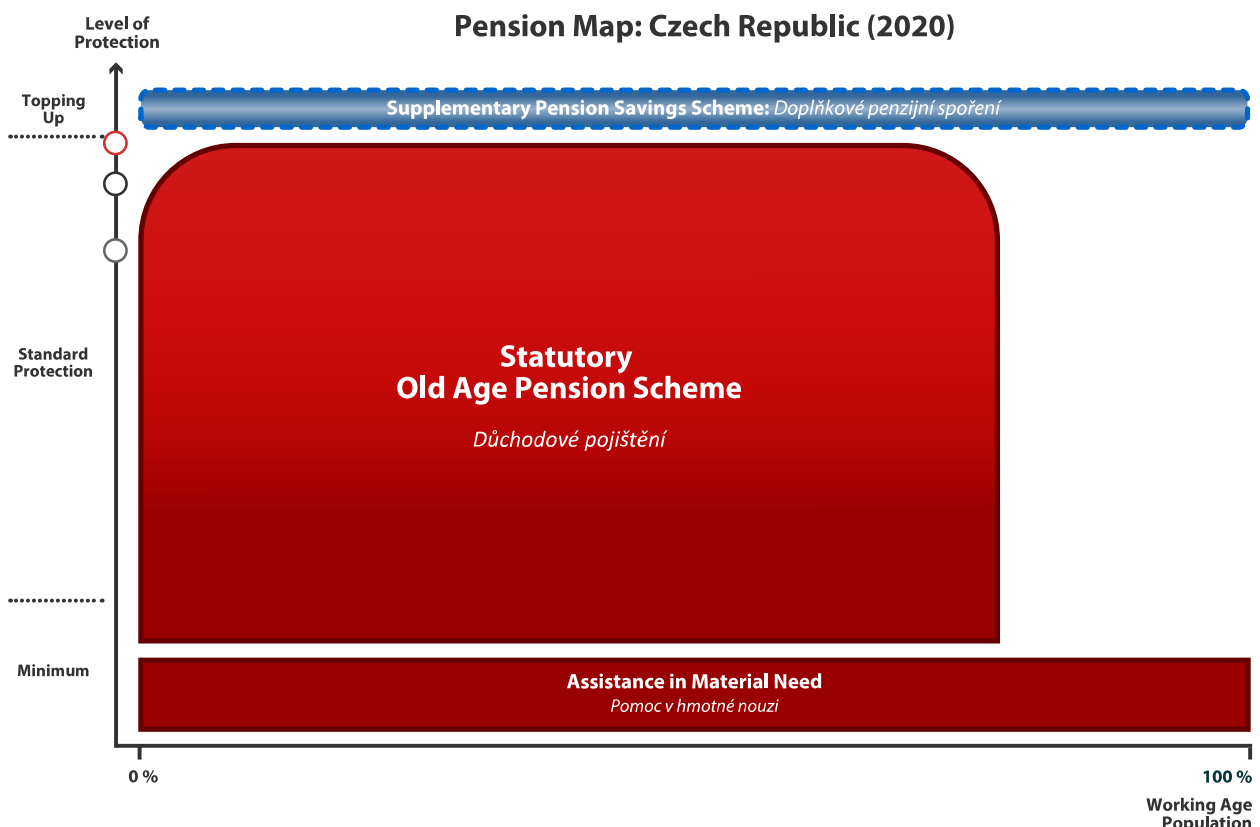 Pension Map: Czech Republic (2020)
Level of
Protection
Topping
Up
Supplementary Pension Savings Scheme: Doplňkové penzijní spoření
Standard
Protection
Statutory
Old Age Pension Scheme
Důchodové pojištění
Minimum
Assistance in Material Need
Pomoc v hmotné nouzi
0 %
100 %
Working Age
Population